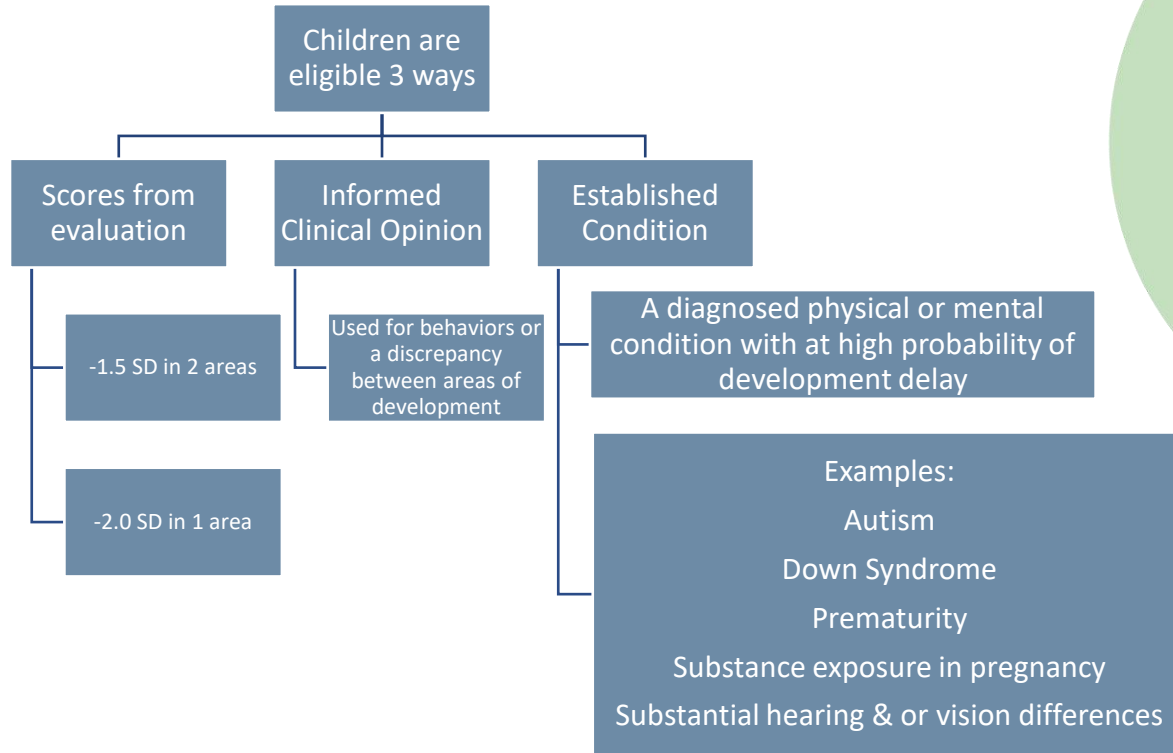 Children are
eligible 3 ways
Scores from
evaluation
-1.5 SD in 2 areas
-2.0 SD in 1 area
Informed
Clinical Opinion
Used for behaviors or
a discrepancy
between areas of
development
Established
Condition
A diagnosed physical or mental
condition with at high probability of
development delay
Examples:
Autism
Down Syndrome
Prematurity
Substance exposure in pregnancy
Substantial hearing & or vision differences